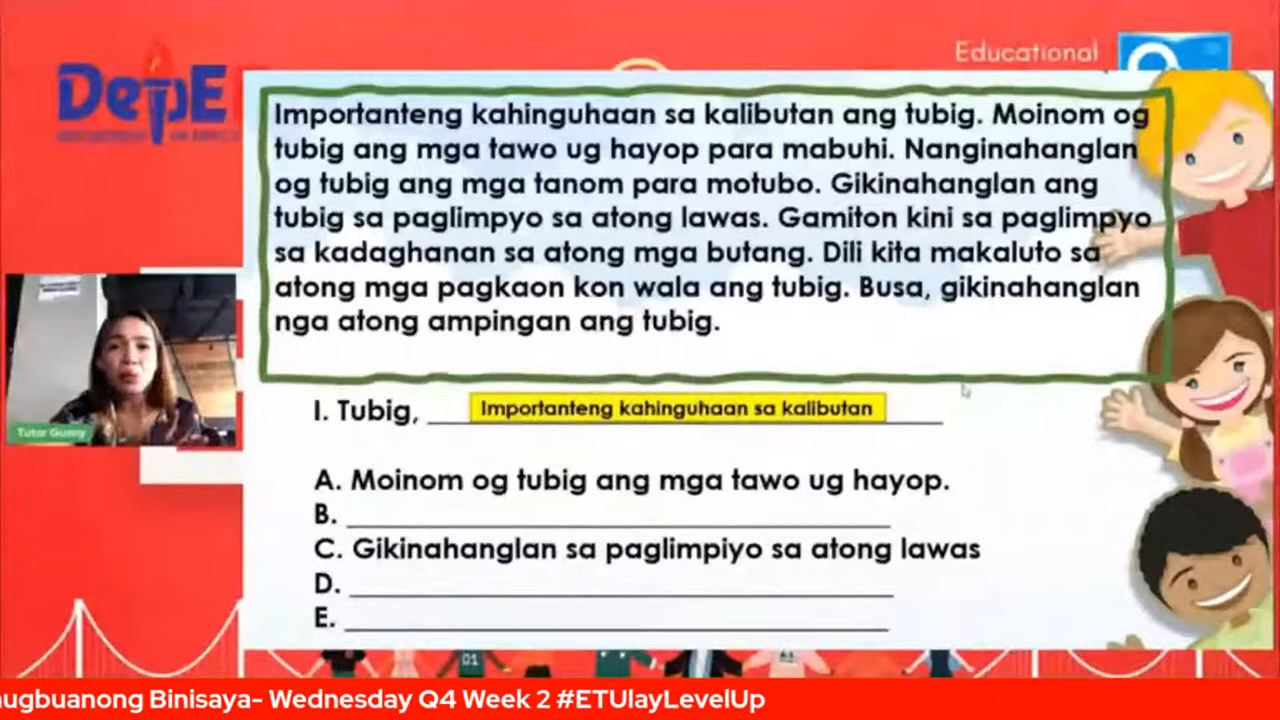 DepE
Educational
Importanteng kahinguhaan sa kalibutan ang tubig. Moinom og
tubig ang mga tawo ug hayop para mabuhi. Nanginahanglan
og tubig ang mga tanom para motubo. Gikinahanglan ang
tubig sa paglimpyo sa atong lawas. Gamiton kini sa paglimpyo
sa kadaghanan sa atong mga butang. Dili kita makaluto sa
atong mga pagkaon kon wala ang tubig. Busa, gikinahanglan
nga atong ampingan ang tubig.
I. Tubig, Importanteng kahinguhaan sa kalibutan
A. Moinom og tubig ang mga tawo ug hayop.
B.
C. Gikinahanglan sa paglimpiyo sa atong lawas
D.
E.
Tutor
01
nugbuanong Binisaya- Wednesday Q4 Week 2 #ETUlayLevelUp